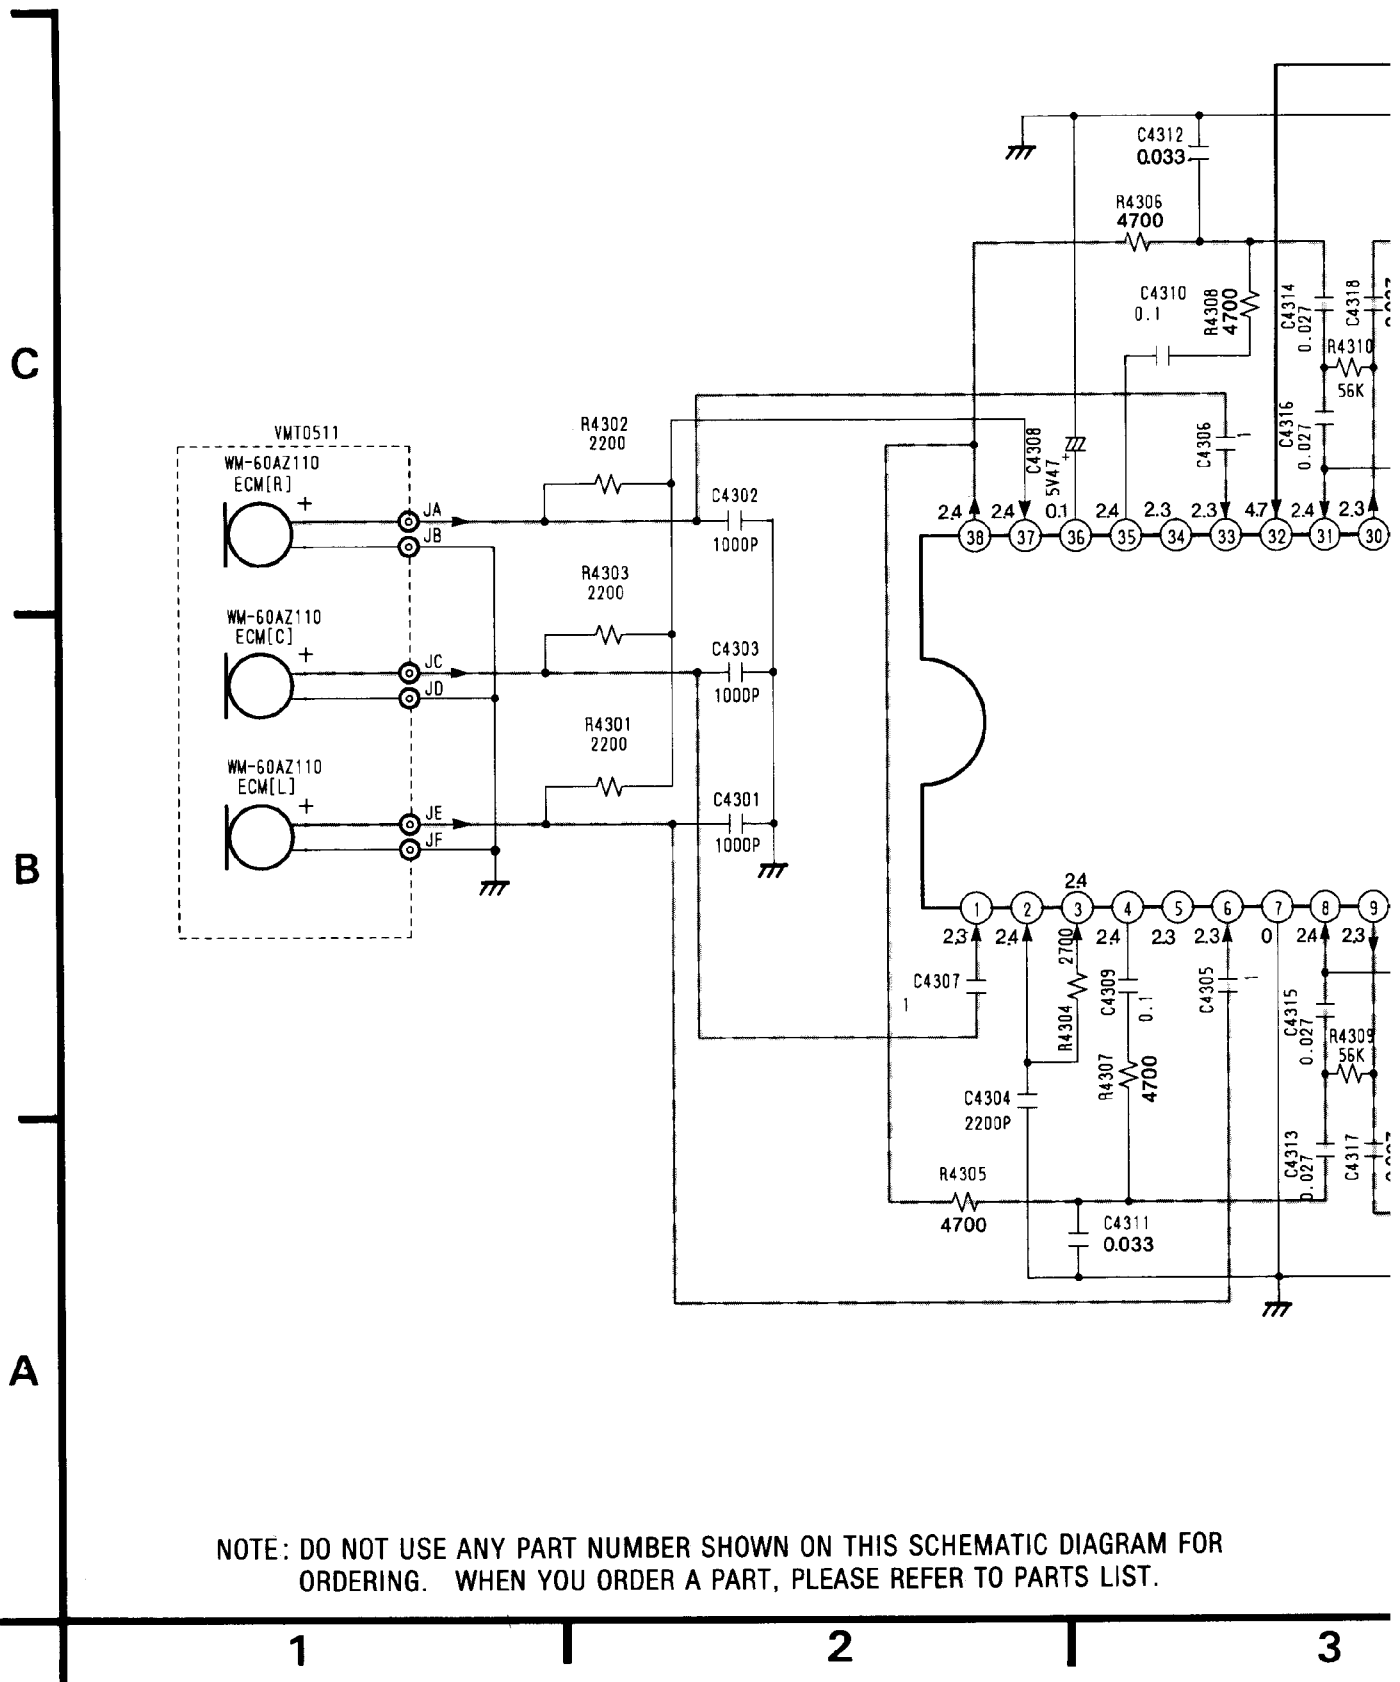 C4312
0.033
R4306
4700
C4310
0.1
R4308
4700
C4314
0.027
C4318
R4310
56K
C
R4302
2200
VMT0511
WM-60AZ110
ECM[R]
+
JA
JB
C4302
1000P
C4308
0.5V47
+
C4306
1
C4316
0.027
2.4
2.4
0.1
2.4
2.3
2.3
4.7
2.4
2.3
38
37
36
35
34
33
32
31
30
R4303
2200
WM-60AZ110
ECM[C]
+
JC
JD
C4303
1000P
R4301
2200
WM-60AZ110
ECM[L]
+
JE
JF
C4301
1000P
B
2.4
1
2
3
4
5
6
7
8
9
2.3
2.4
2700
2.4
2.3
2.3
0
2.4
2.3
C4307
1
R4304
C4309
0.1
C4305
1
C4315
0.027
R4309
56K
R4307
4700
C4304
2200P
C4313
0.027
C4317
R4305
4700
C4311
0.033
A
NOTE: DO NOT USE ANY PART NUMBER SHOWN ON THIS SCHEMATIC DIAGRAM FOR
ORDERING. WHEN YOU ORDER A PART, PLEASE REFER TO PARTS LIST.
1
2
3